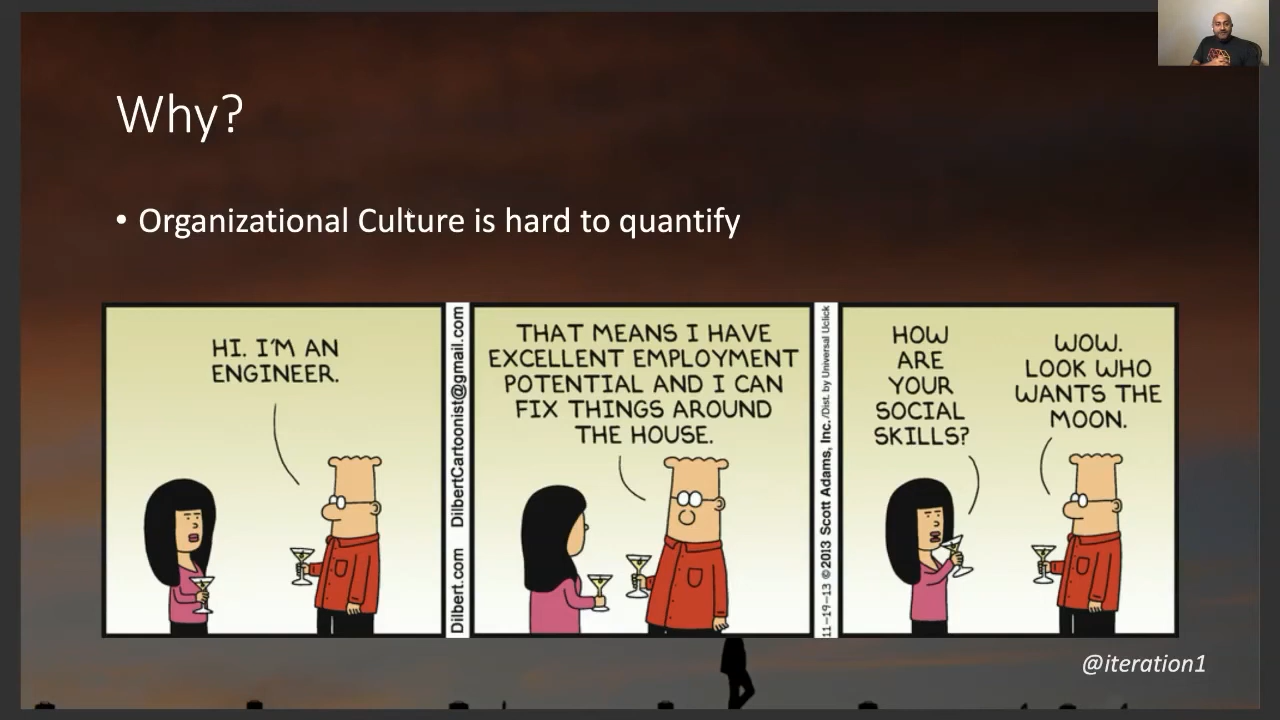 Why?
• Organizational Culture is hard to quantify
HI. I'M AN
ENGINEER.
Dilbert.com DilbertCartoonist@gmail.com
THAT MEANS I HAVE
EXCELLENT EMPLOYMENT
POTENTIAL AND I CAN
FIX THINGS AROUND
THE HOUSE.
11-19-13 ©2013 Scott Adams, Inc. /Dist. by Universal Uclick
HOW
ARE
YOUR
SOCIAL
SKILLS?
WOW.
LOOK WHO
WANTS THE
MOON.
@iteration1